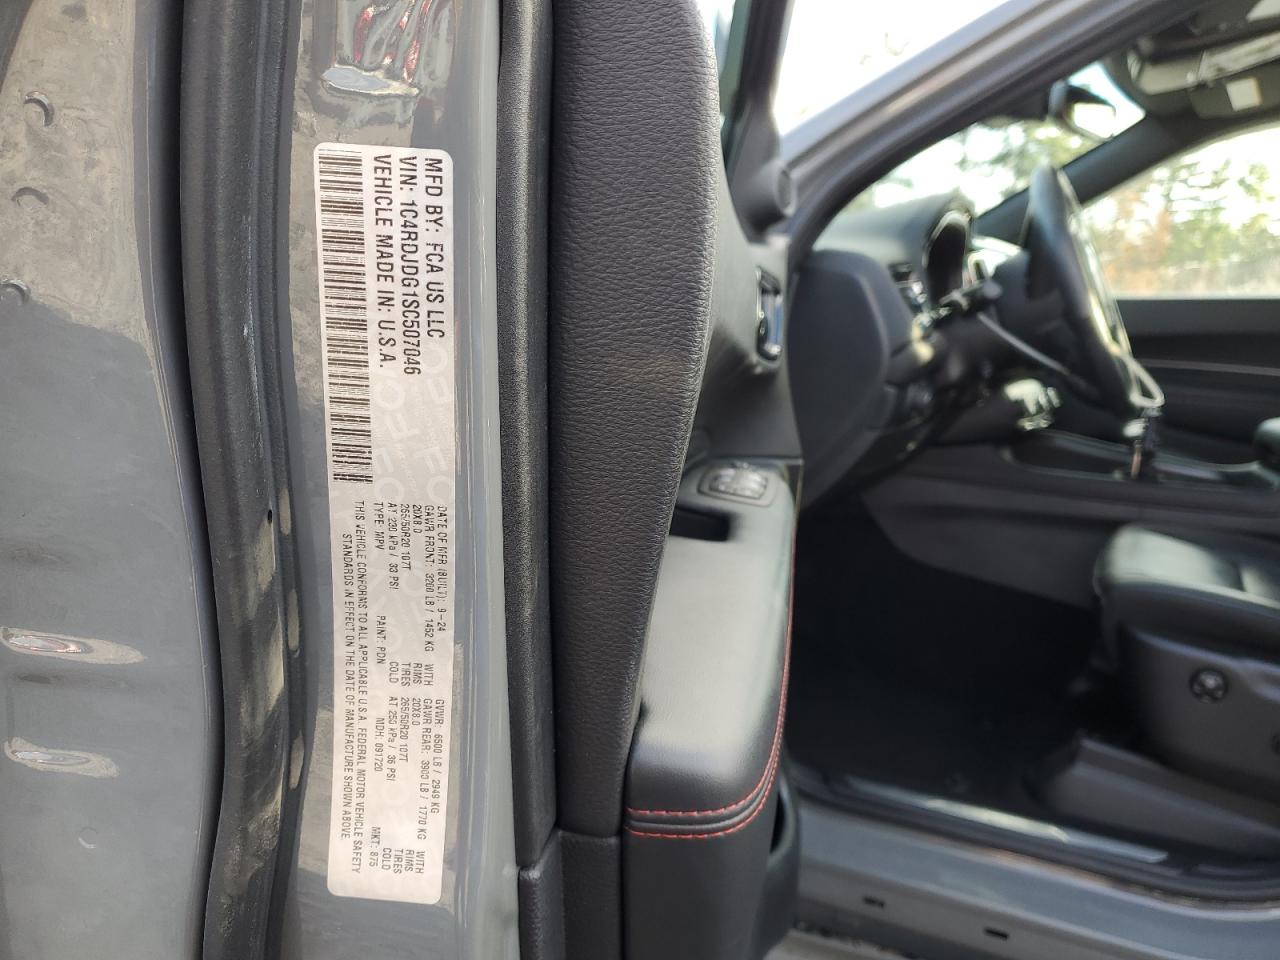 MFD BY: FCA US LLC
VIN: 1C4RDJDG1SC507046
VEHICLE MADE IN: U.S.A.
DATE OF MFR (BUILT): 9-24 GVWR: 6500 LB / 2949 KG
GAWR FRONT: 3200 LB / 1452 KG WITH GAWR REAR: 3903 LB / 1770 KG WITH
20X8.0 RIMS 20X8.0 RIMS
265/50R20 107T TIRES 265/50R20 107T TIRES
AT 230 kPa / 33 PSI COLD AT 250 kPa / 36 PSI COLD
TYPE: MPV PAINT: PDN MDH: 091720 MKT: 875
THIS VEHICLE CONFORMS TO ALL APPLICABLE U.S.A. FEDERAL MOTOR VEHICLE SAFETY
STANDARDS IN EFFECT ON THE DATE OF MANUFACTURE SHOWN ABOVE.